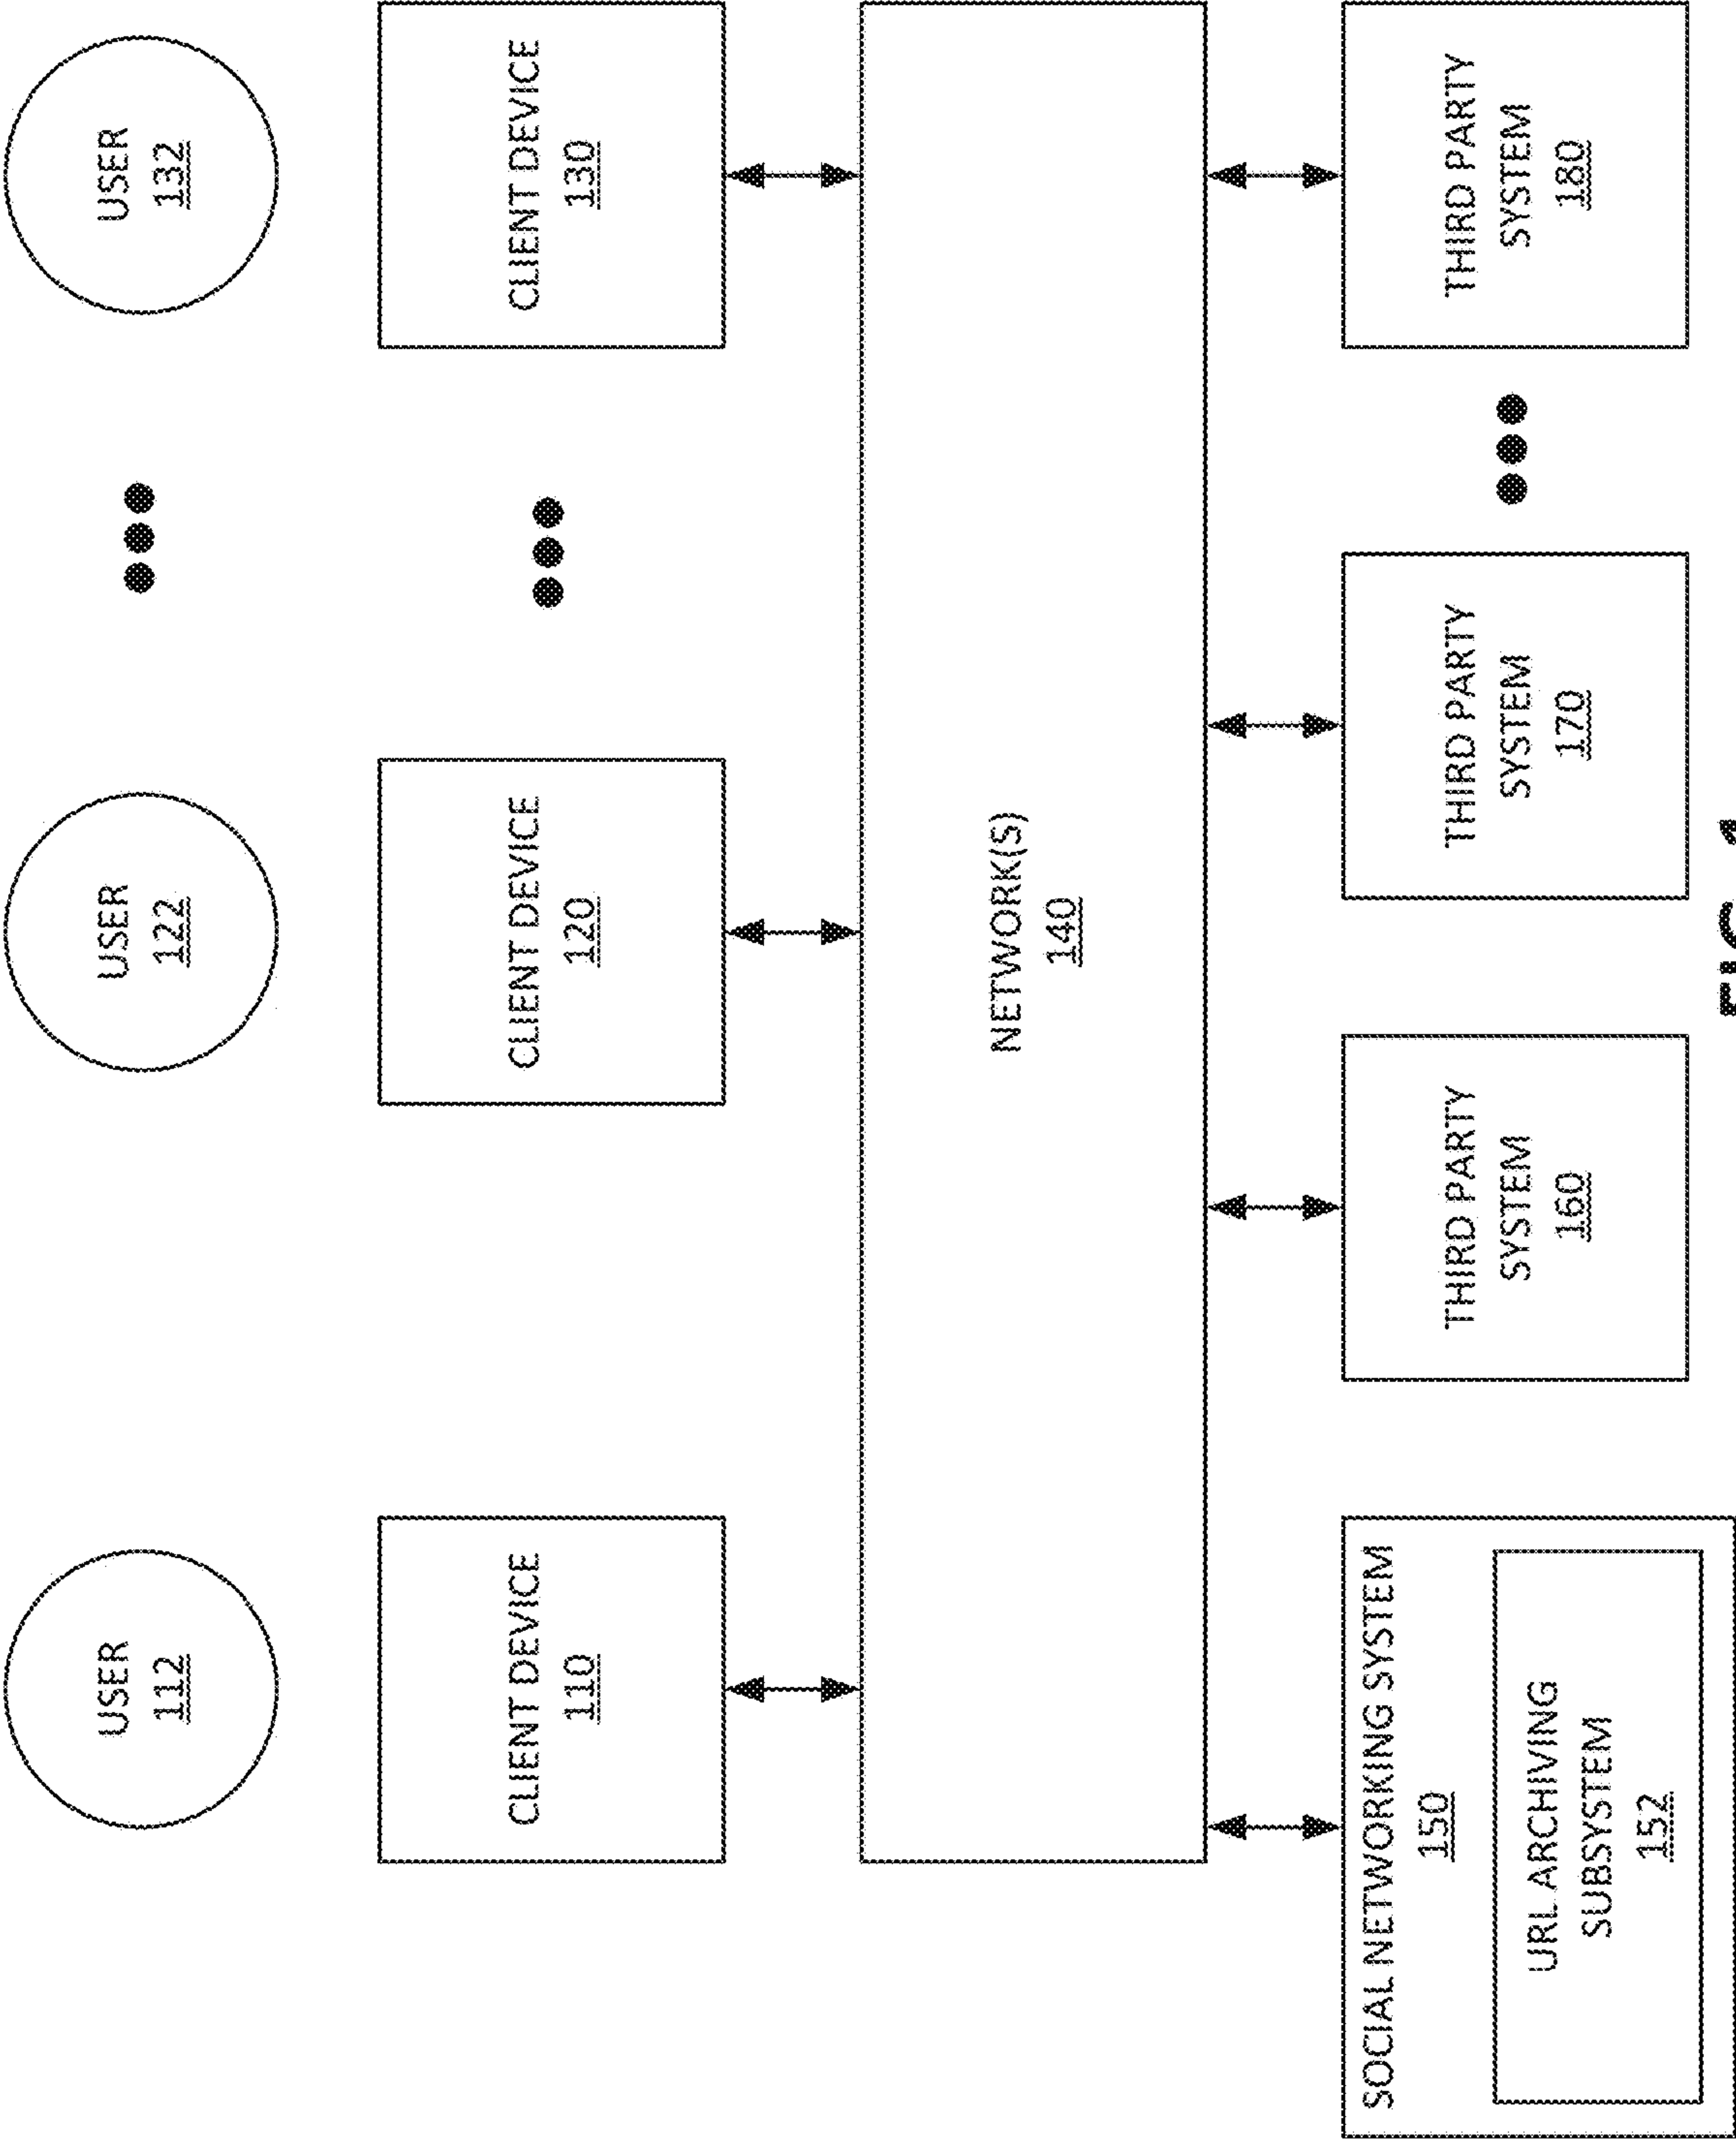 USER
112
USER
122
USER
132
CLIENT DEVICE
110
CLIENT DEVICE
120
CLIENT DEVICE
130
NETWORK(S)
140
SOCIAL NETWORKING SYSTEM
150
URL ARCHIVING
SUBSYSTEM
152
THIRD PARTY
SYSTEM
160
THIRD PARTY
SYSTEM
170
THIRD PARTY
SYSTEM
180